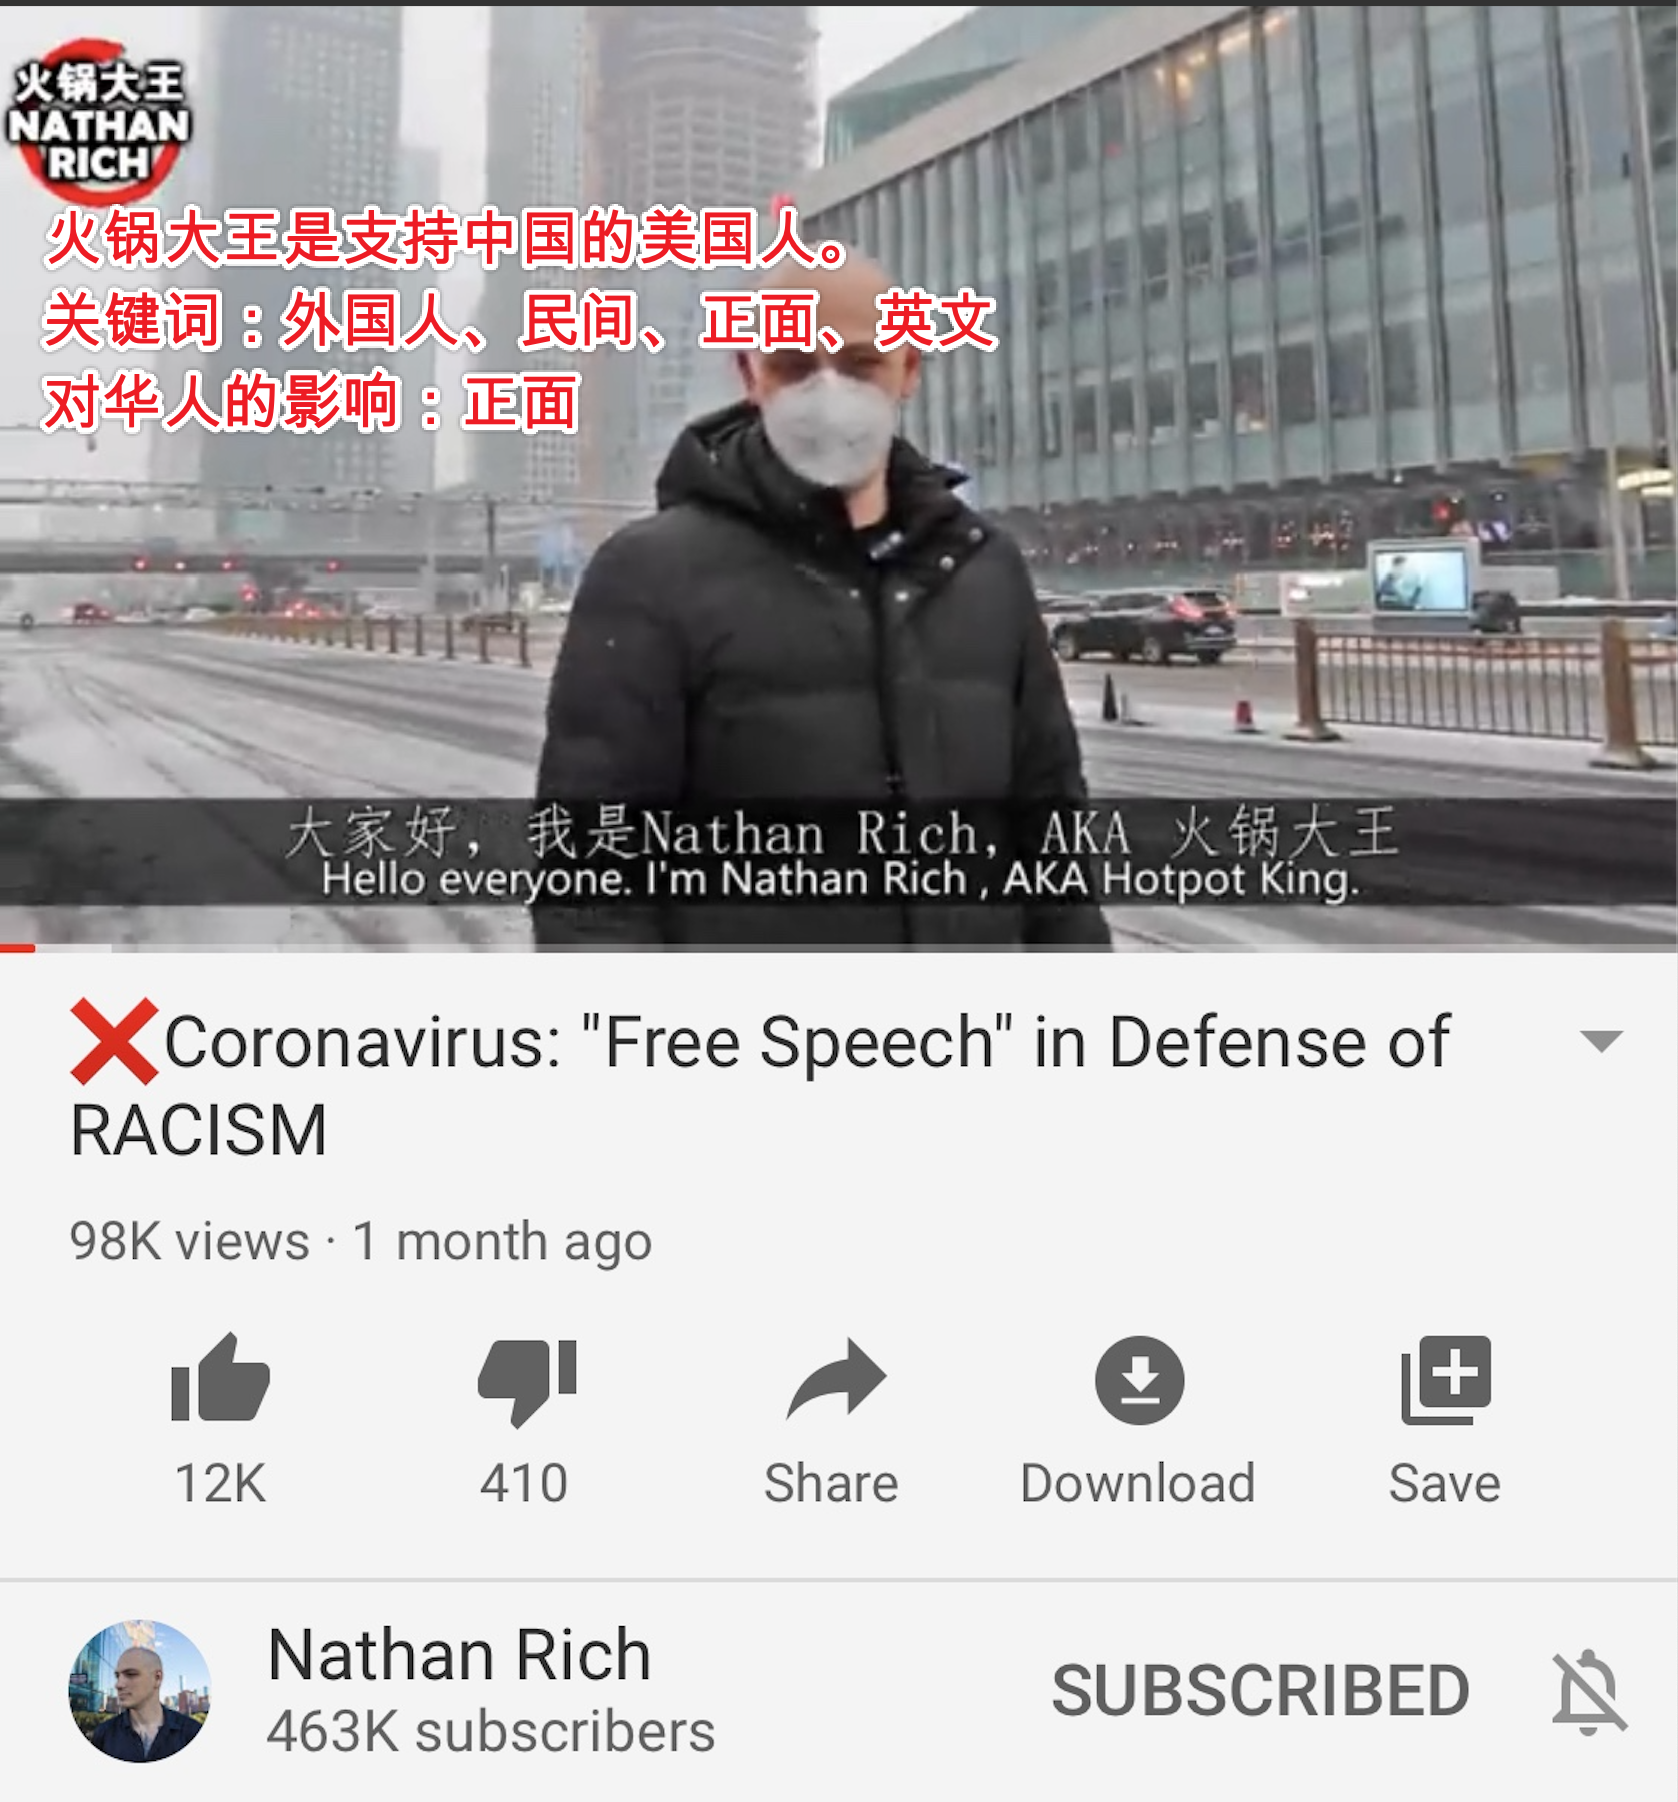 火锅大王
NATHAN
RICH
火锅大王是支持中国的美国人。
关键词：外国人、民间、正面、英文
对华人的影响：正面
大家好，我是Nathan Rich，AKA 火锅大王
Hello everyone. I'm Nathan Rich , AKA Hotpot King.
❌Coronavirus: "Free Speech" in Defense of
RACISM
98K views · 1 month ago
12K 410 Share Download Save
Nathan Rich
463K subscribers
SUBSCRIBED